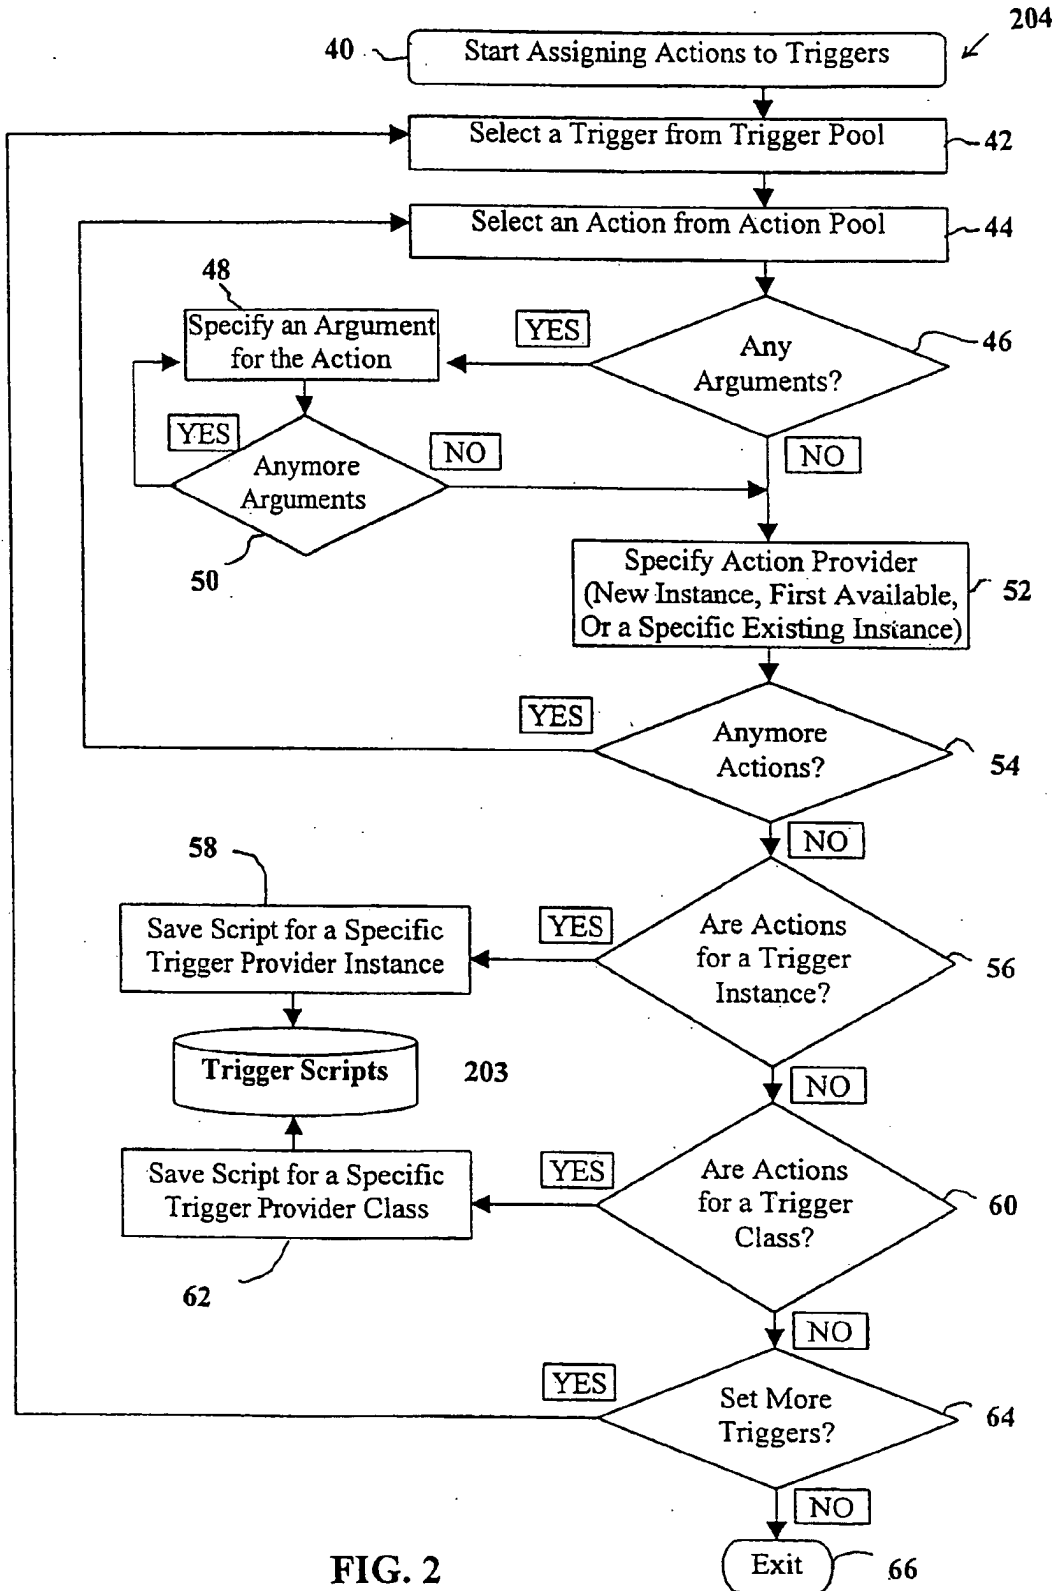 204
40
Start Assigning Actions to Triggers
Select a Trigger from Trigger Pool
42
Select an Action from Action Pool
44
48
Specify an Argument
for the Action
YES
Any
Arguments?
46
YES
Anymore
Arguments
NO
NO
50
Specify Action Provider
(New Instance, First Available,
Or a Specific Existing Instance)
52
YES
Anymore
Actions?
54
NO
58
Save Script for a Specific
Trigger Provider Instance
YES
Are Actions
for a Trigger
Instance?
56
Trigger Scripts
203
NO
Save Script for a Specific
Trigger Provider Class
YES
Are Actions
for a Trigger
Class?
60
62
NO
YES
Set More
Triggers?
64
NO
Exit
66
FIG. 2